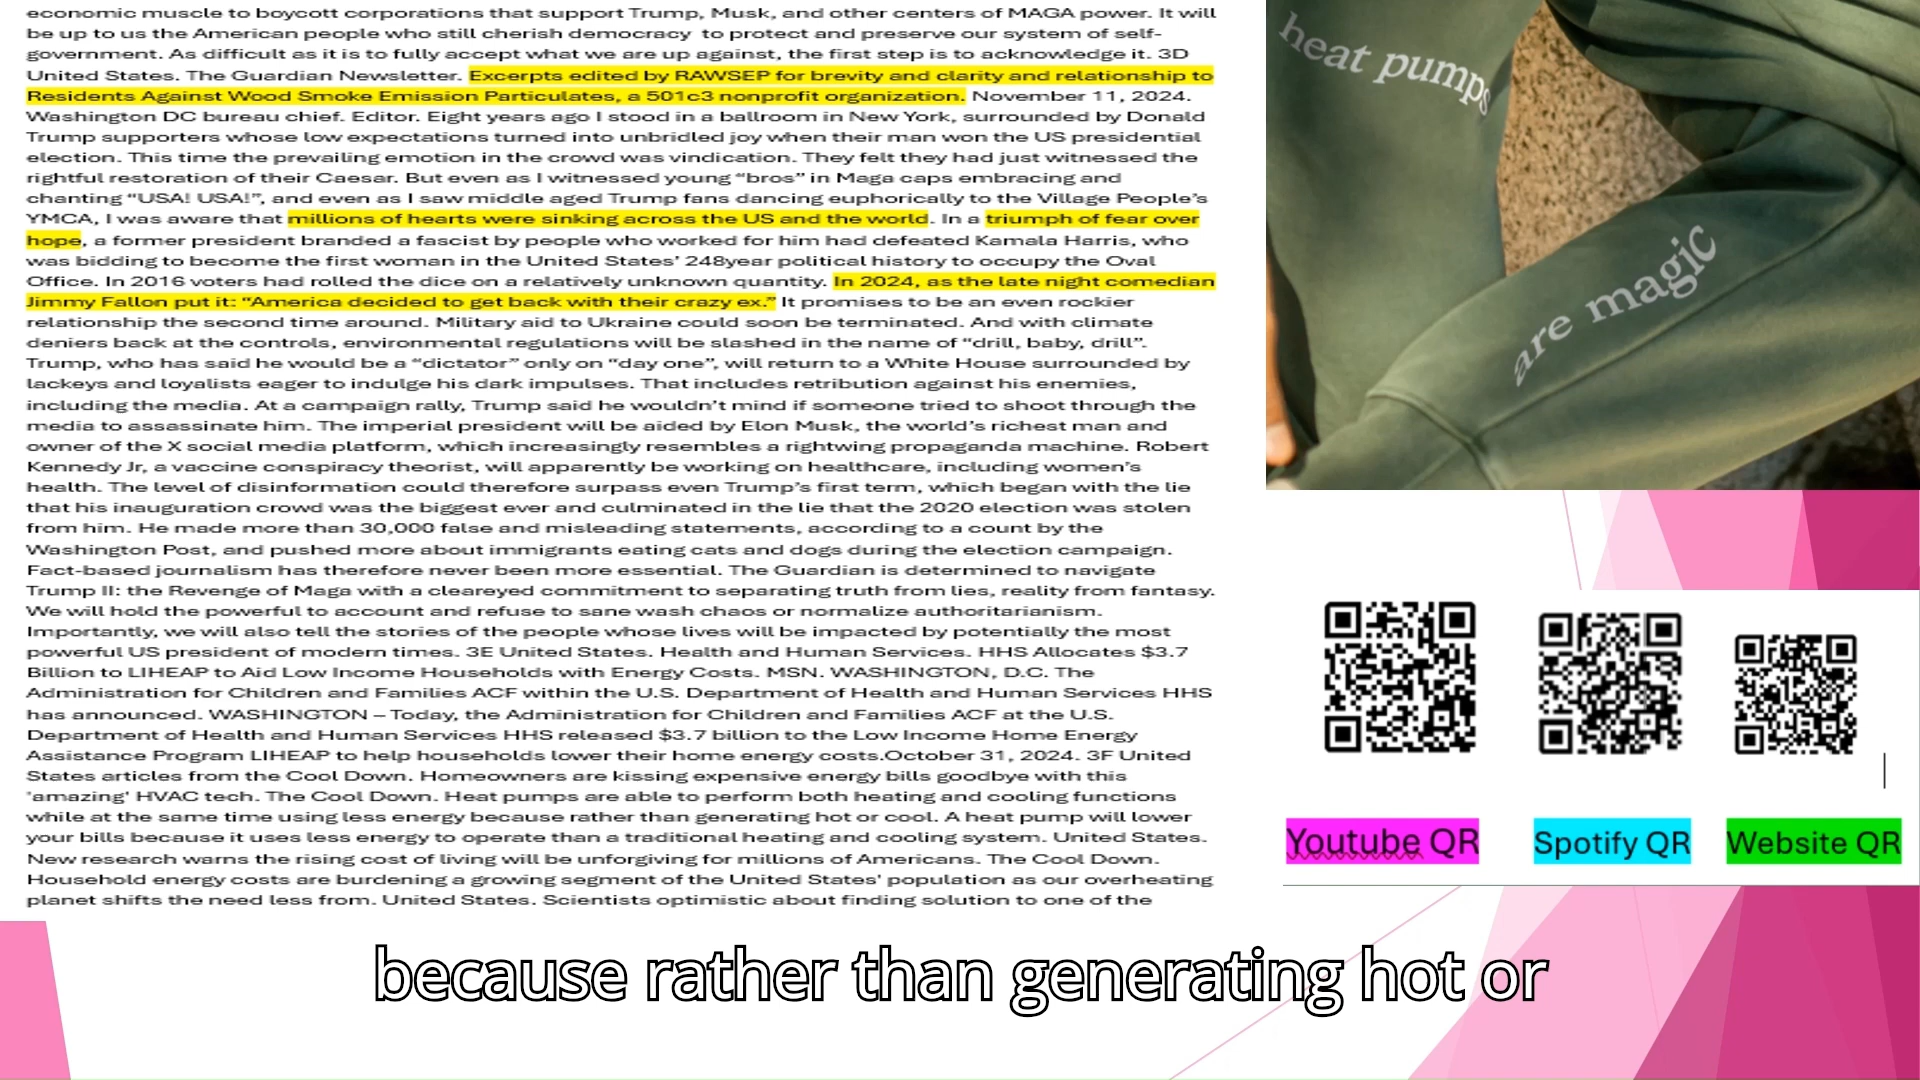 economic muscle to boycott corporations that support Trump, Musk, and other centers of MAGA power. It will
be up to us the American people who still cherish democracy to protect and preserve our system of self-
government. As difficult as it is to fully accept what we are up against, the first step is to acknowledge it. 3D
United States. The Guardian Newsletter. Excerpts edited by RAWSEP for brevity and clarity and relationship to
Residents Against Wood Smoke Emission Particulates, a 501c3 nonprofit organization. November 11, 2024.
Washington DC bureau chief. Editor. Eight years ago I stood in a ballroom in New York, surrounded by Donald
Trump supporters whose low expectations turned into unbridled joy when their man won the US presidential
election. This time the prevailing emotion in the crowd was vindication. They felt they had just witnessed the
rightful restoration of their Caesar. But even as I witnessed young “bros” in Maga caps embracing and
chanting “USA! USA!”, and even as I saw middle aged Trump fans dancing euphorically to the Village People’s
YMCA, I was aware that millions of hearts were sinking across the US and the world. In a triumph of fear over
hope, a former president branded a fascist by people who worked for him had defeated Kamala Harris, who
was bidding to become the first woman in the United States’ 248year political history to occupy the Oval
Office. In 2016 voters had rolled the dice on a relatively unknown quantity. In 2024, as the late night comedian
Jimmy Fallon put it: “America decided to get back with their crazy ex.” It promises to be an even rockier
relationship the second time around. Military aid to Ukraine could soon be terminated. And with climate
deniers back at the controls, environmental regulations will be slashed in the name of “drill, baby, drill”.
Trump, who has said he would be a “dictator” only on “day one”, will return to a White House surrounded by
lackeys and loyalists eager to indulge his dark impulses. That includes retribution against his enemies,
including the media. At a campaign rally, Trump said he wouldn’t mind if someone tried to shoot through the
media to assassinate him. The imperial president will be aided by Elon Musk, the world’s richest man and
owner of the X social media platform, which increasingly resembles a rightwing propaganda machine. Robert
Kennedy Jr, a vaccine conspiracy theorist, will apparently be working on healthcare, including women’s
health. The level of disinformation could therefore surpass even Trump’s first term, which began with the lie
that his inauguration crowd was the biggest ever and culminated in the lie that the 2020 election was stolen
from him. He made more than 30,000 false and misleading statements, according to a count by the
Washington Post, and pushed more about immigrants eating cats and dogs during the election campaign.
Fact-based journalism has therefore never been more essential. The Guardian is determined to navigate
Trump II: the Revenge of Maga with a cleareyed commitment to separating truth from lies, reality from fantasy.
We will hold the powerful to account and refuse to sane wash chaos or normalize authoritarianism.
Importantly, we will also tell the stories of the people whose lives will be impacted by potentially the most
powerful US president of modern times. 3E United States. Health and Human Services. HHS Allocates $3.7
Billion to LIHEAP to Aid Low Income Households with Energy Costs. MSN. WASHINGTON, D.C. The
Administration for Children and Families ACF within the U.S. Department of Health and Human Services HHS
has announced. WASHINGTON – Today, the Administration for Children and Families ACF at the U.S.
Department of Health and Human Services HHS released $3.7 billion to the Low Income Home Energy
Assistance Program LIHEAP to help households lower their home energy costs.October 31, 2024. 3F United
States articles from the Cool Down. Homeowners are kissing expensive energy bills goodbye with this
'amazing' HVAC tech. The Cool Down. Heat pumps are able to perform both heating and cooling functions
while at the same time using less energy because rather than generating hot or cool. A heat pump will lower
your bills because it uses less energy to operate than a traditional heating and cooling system. United States.
New research warns the rising cost of living will be unforgiving for millions of Americans. The Cool Down.
Household energy costs are burdening a growing segment of the United States' population as our overheating
planet shifts the need less from. United States. Scientists optimistic about finding solution to one of the
heat pumps
are magic
Youtube QR
Spotify QR
Website QR
because rather than generating hot or